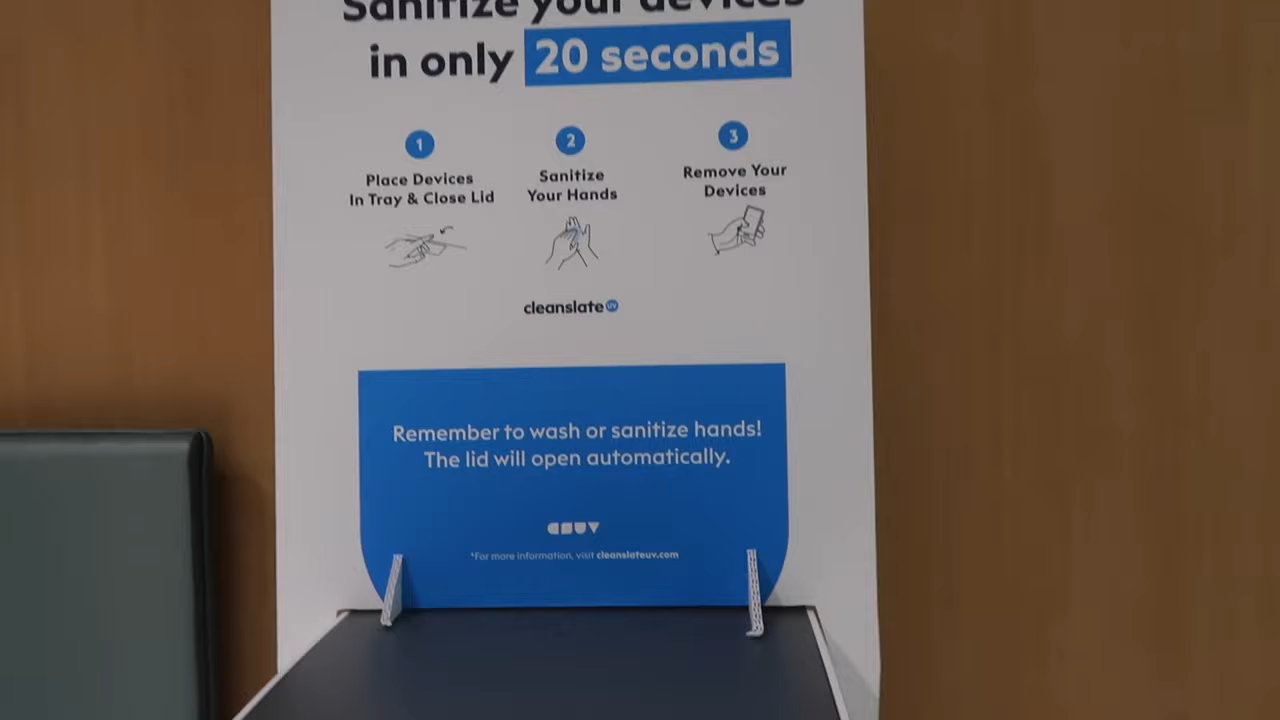 Sanitize your devices
in only 20 seconds
1
Place Devices
In Tray & Close Lid
2
Sanitize
Your Hands
3
Remove Your
Devices
cleanslate UV
Remember to wash or sanitize hands!
The lid will open automatically.
CSUV
*For more information, visit cleanslateuv.com